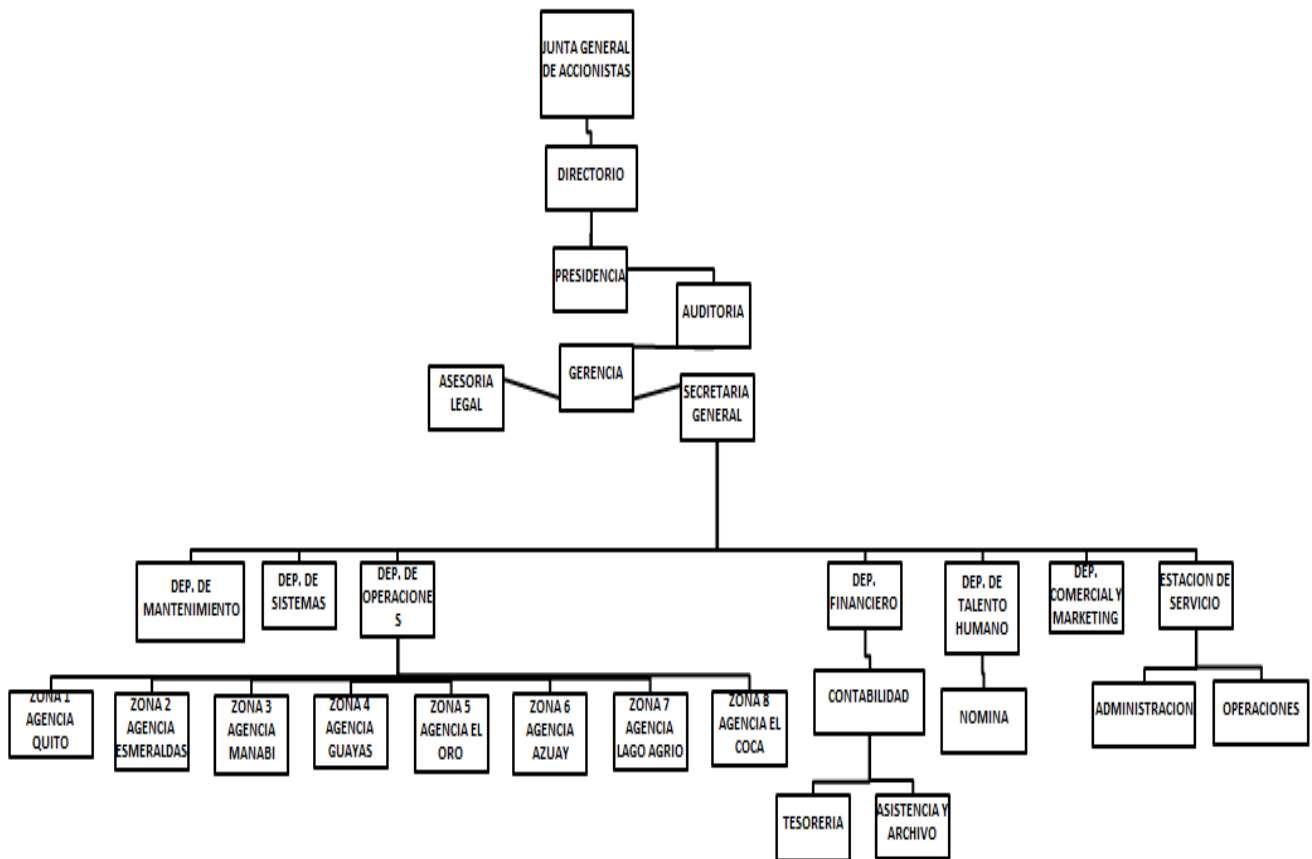 JUNTA GENERAL
DE ACCIONISTAS
DIRECTORIO
PRESIDENCIA
AUDITORIA
GERENCIA
ASESORIA
LEGAL
SECRETARIA
GENERAL
DEP. DE
MANTENIMIENTO
DEP. DE
SISTEMAS
DEP. DE
OPERACIONE
S
DEP.
FINANCIERO
DEP. DE
TALENTO
HUMANO
DEP.
COMERCIAL Y
MARKETING
ESTACION DE
SERVICIO
ZONA 1
AGENCIA
QUITO
ZONA 2
AGENCIA
ESMERALDAS
ZONA 3
AGENCIA
MANABI
ZONA 4
AGENCIA
GUAYAS
ZONA 5
AGENCIA EL
ORO
ZONA 6
AGENCIA
AZUAY
ZONA 7
AGENCIA
LAGO AGRIO
ZONA 8
AGENCIA EL
COCA
CONTABILIDAD
NOMINA
ADMINISTRACION
OPERACIONES
TESORERIA
ASISTENCIA Y
ARCHIVO